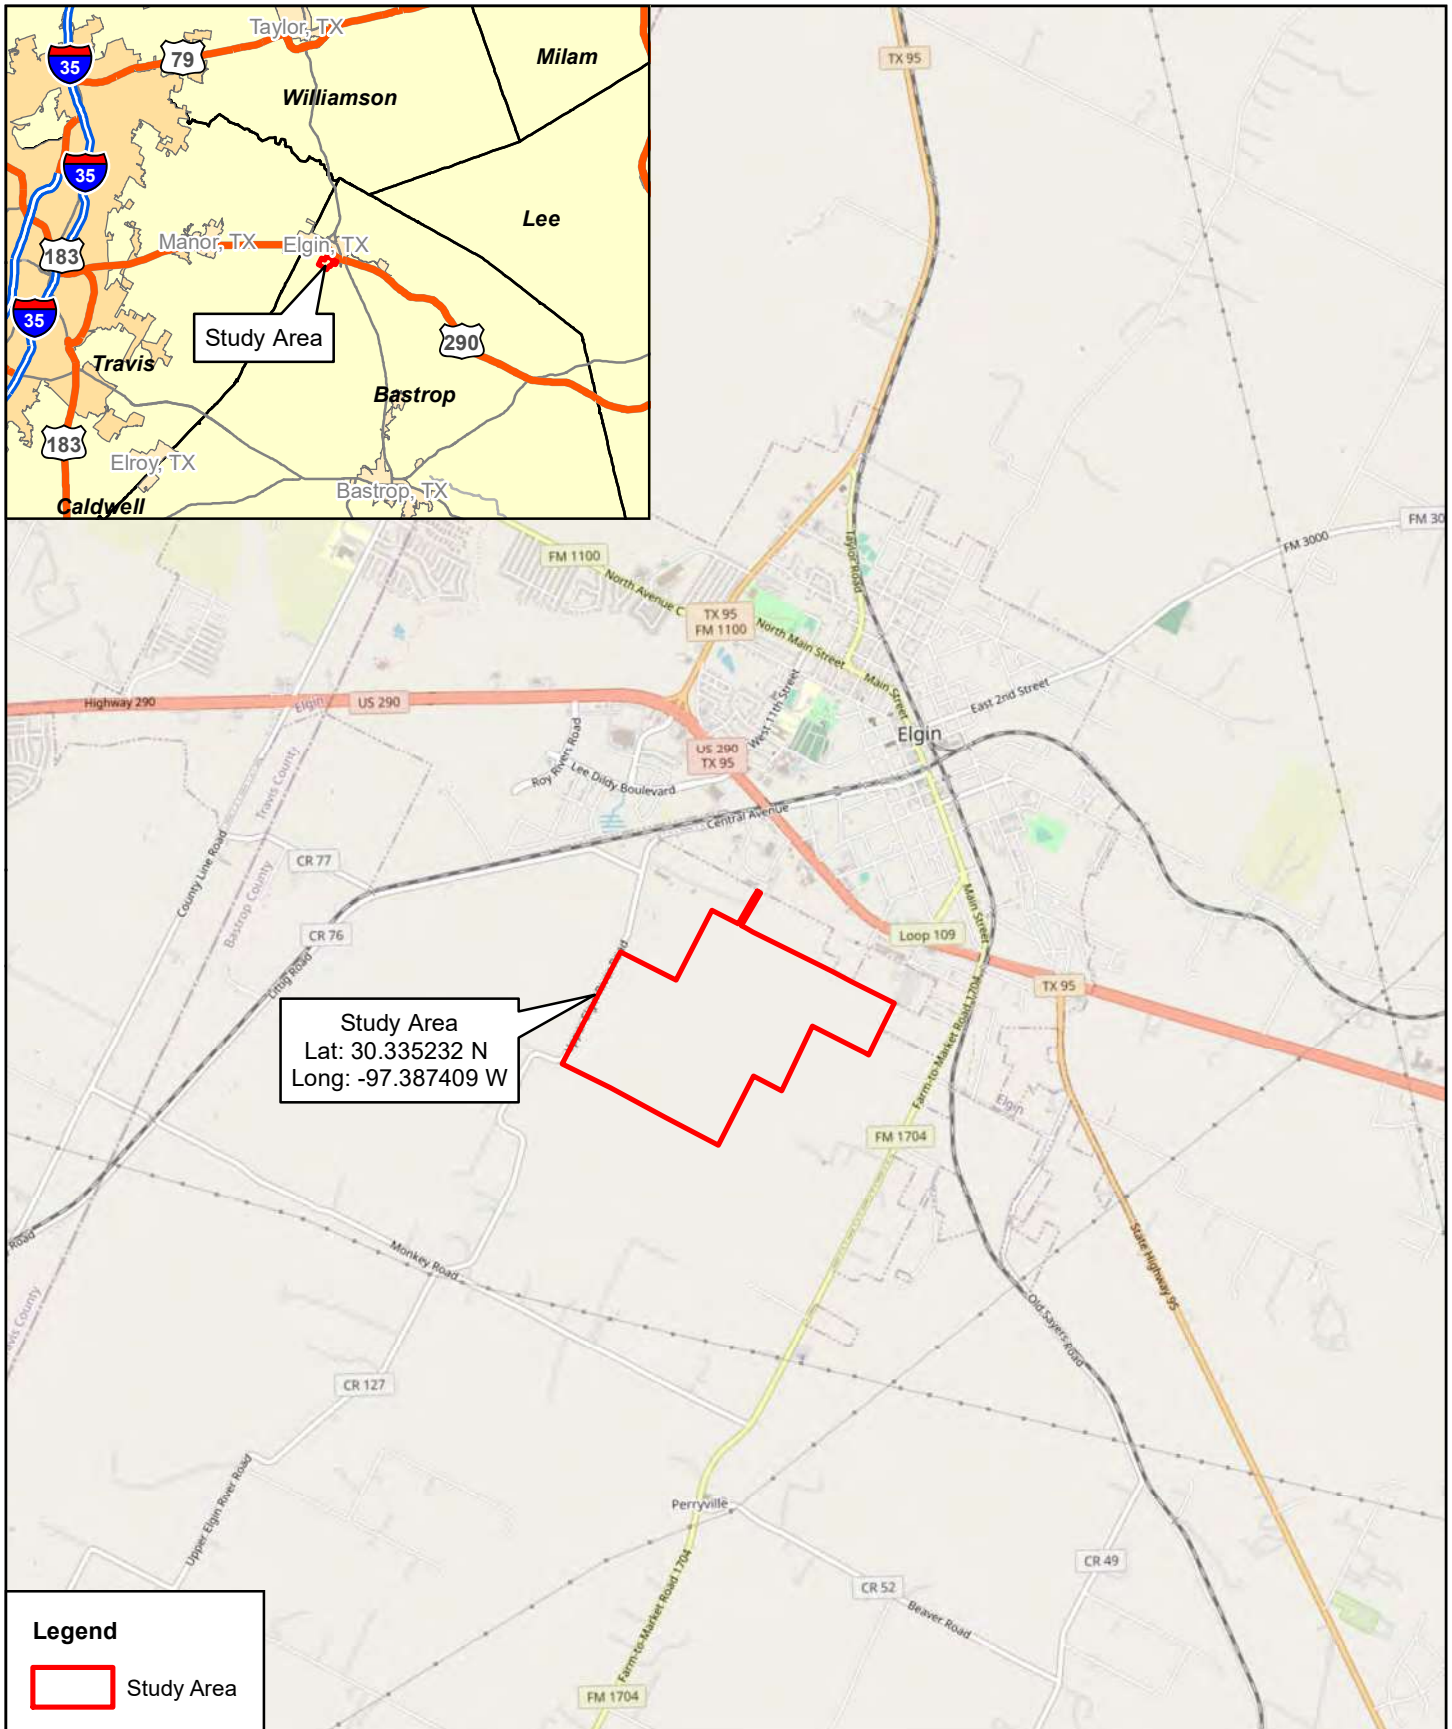 Taylor, TX
35
79
Milam
Williamson
35
Lee
Manor, TX
Elgin, TX
183
35
Study Area
290
Travis
Bastrop
183
Elroy, TX
Bastrop, TX
Caldwell
TX 95
FM 1100
North Avenue C
Taylor Road
FM 3000
FM 30
TX 95
FM 1100
North Main Street
Main Street
West 11th Street
East 2nd Street
Highway 290
Elgin
US 290
Elgin
US 290
TX 95
Roy Rivers Road
Lee Dildy Boulevard
Central Avenue
Travis County
Bastrop County
County Line Road
CR 77
CR 76
Littig Road
Main Street
Loop 109
TX 95
Study Area
Lat: 30.335232 N
Long: -97.387409 W
Farm-to-Market Road 1704
Elgin
FM 1704
Road
Monkey Road
avis County
State Highway 95
Old Sayers Road
CR 127
Upper Elgin River Road
Perryville
CR 49
CR 52
Beaver Road
Farm-to-Market Road 1704
FM 1704
Legend
Study Area